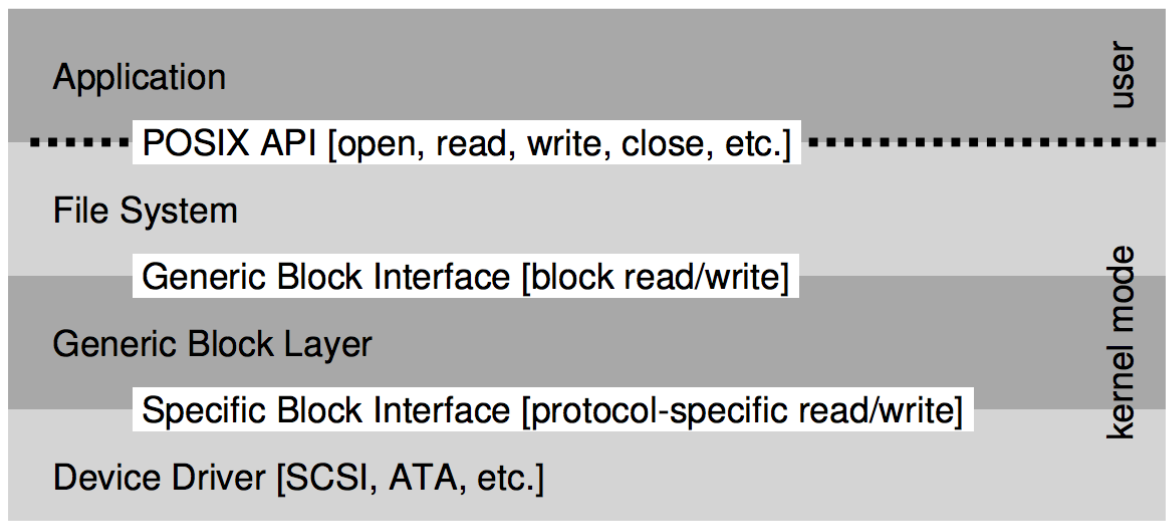 Application
user
POSIX API [open, read, write, close, etc.]
File System
Generic Block Interface [block read/write]
kernel mode
Generic Block Layer
Specific Block Interface [protocol-specific read/write]
Device Driver [SCSI, ATA, etc.]